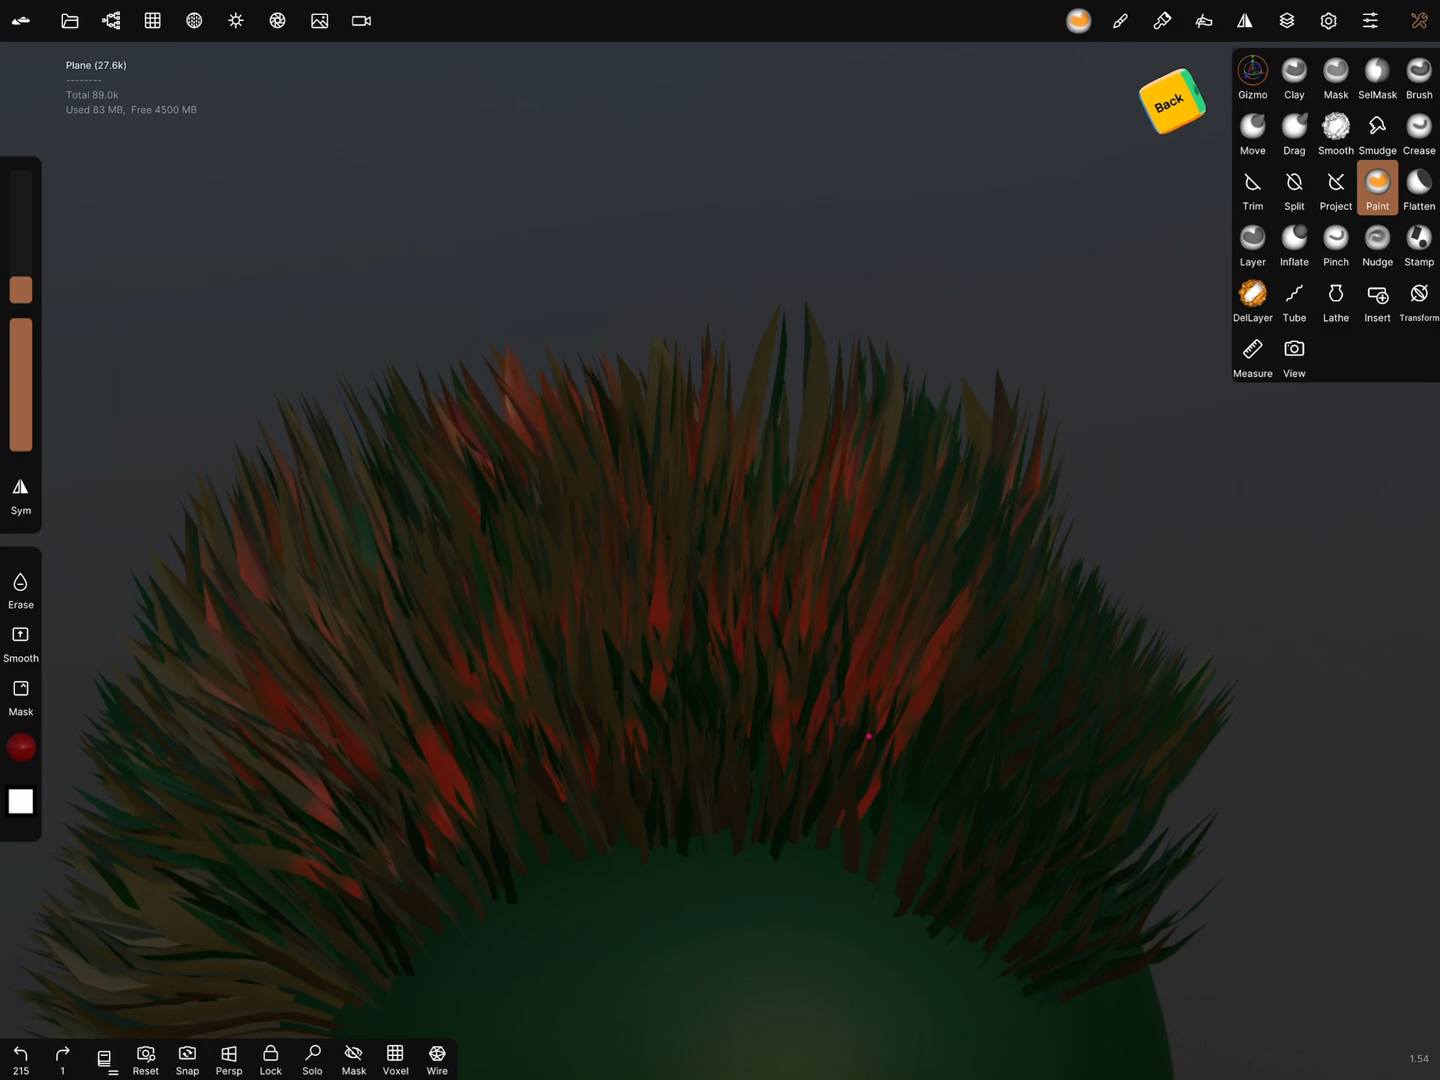 Plane (27.6k)
--------
Total 89.0k
Used 83 MB, Free 4500 MB
Back
Gizmo Clay Mask SelMask Brush
Move Drag Smooth Smudge Crease
Trim Split Project Paint Flatten
Layer Inflate Pinch Nudge Stamp
DelLayer Tube Lathe Insert Transform
Measure View
Sym
Erase
Smooth
Mask
215 1 Reset Snap Persp Lock Solo Mask Voxel Wire
1.54